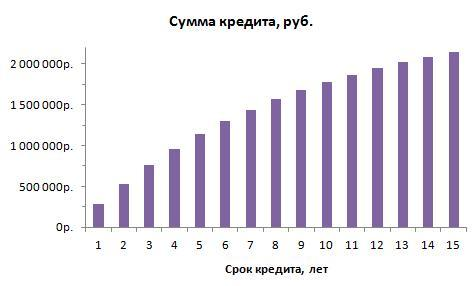 Сумма кредита, руб.
2 000 000р.
1 500 000р.
1 000 000р.
500 000р.
0р.
1 2 3 4 5 6 7 8 9 10 11 12 13 14 15
Срок кредита, лет